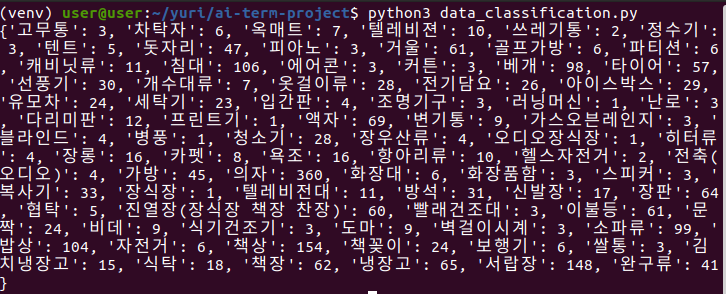 (venv) user@user:~/yuri/ai-term-project$ python3 data_classification.py
{'고무통': 3, '차탁자': 6, '옥매트': 7, '텔레비젼': 10, '쓰레기통': 2, '정수기'
: 3, '텐트': 5, '돗자리': 47, '피아노': 3, '거울': 61, '골프가방': 6, '파티션': 6
, '캐비닛류': 11, '침대': 106, '에어콘': 3, '커튼': 3, '베개': 98, '타이어': 57,
'선풍기': 30, '개수대류': 7, '옷걸이류': 28, '전기담요': 26, '아이스박스': 29,
'유모차': 24, '세탁기': 23, '입간판': 4, '조명기구': 3, '러닝머신': 1, '난로': 3
, '다리미판': 12, '프린트기': 1, '액자': 69, '변기통': 9, '가스오븐레인지': 3, '
블라인드': 4, '병풍': 1, '청소기': 28, '장우산류': 4, '오디오장식장': 1, '히터류'
: 4, '장롱': 16, '카펫': 8, '욕조': 16, '항아리류': 10, '헬스자전거': 2, '전축(
오디오)': 4, '가방': 45, '의자': 360, '화장대': 6, '화장품함': 3, '스피커': 3, '
복사기': 33, '장식장': 1, '텔레비전대': 11, '방석': 31, '신발장': 17, '장판': 64
, '협탁': 5, '진열장(장식장 책장 찬장)': 60, '빨래건조대': 3, '이불등': 61, '문
짝': 24, '비데': 9, '식기건조기': 3, '도마': 9, '벽걸이시계': 3, '소파류': 99, '
밥상': 104, '자전거': 6, '책상': 154, '책꽂이': 24, '보행기': 6, '쌀통': 3, '김
치냉장고': 15, '식탁': 18, '책장': 62, '냉장고': 65, '서랍장': 148, '완구류': 41
}